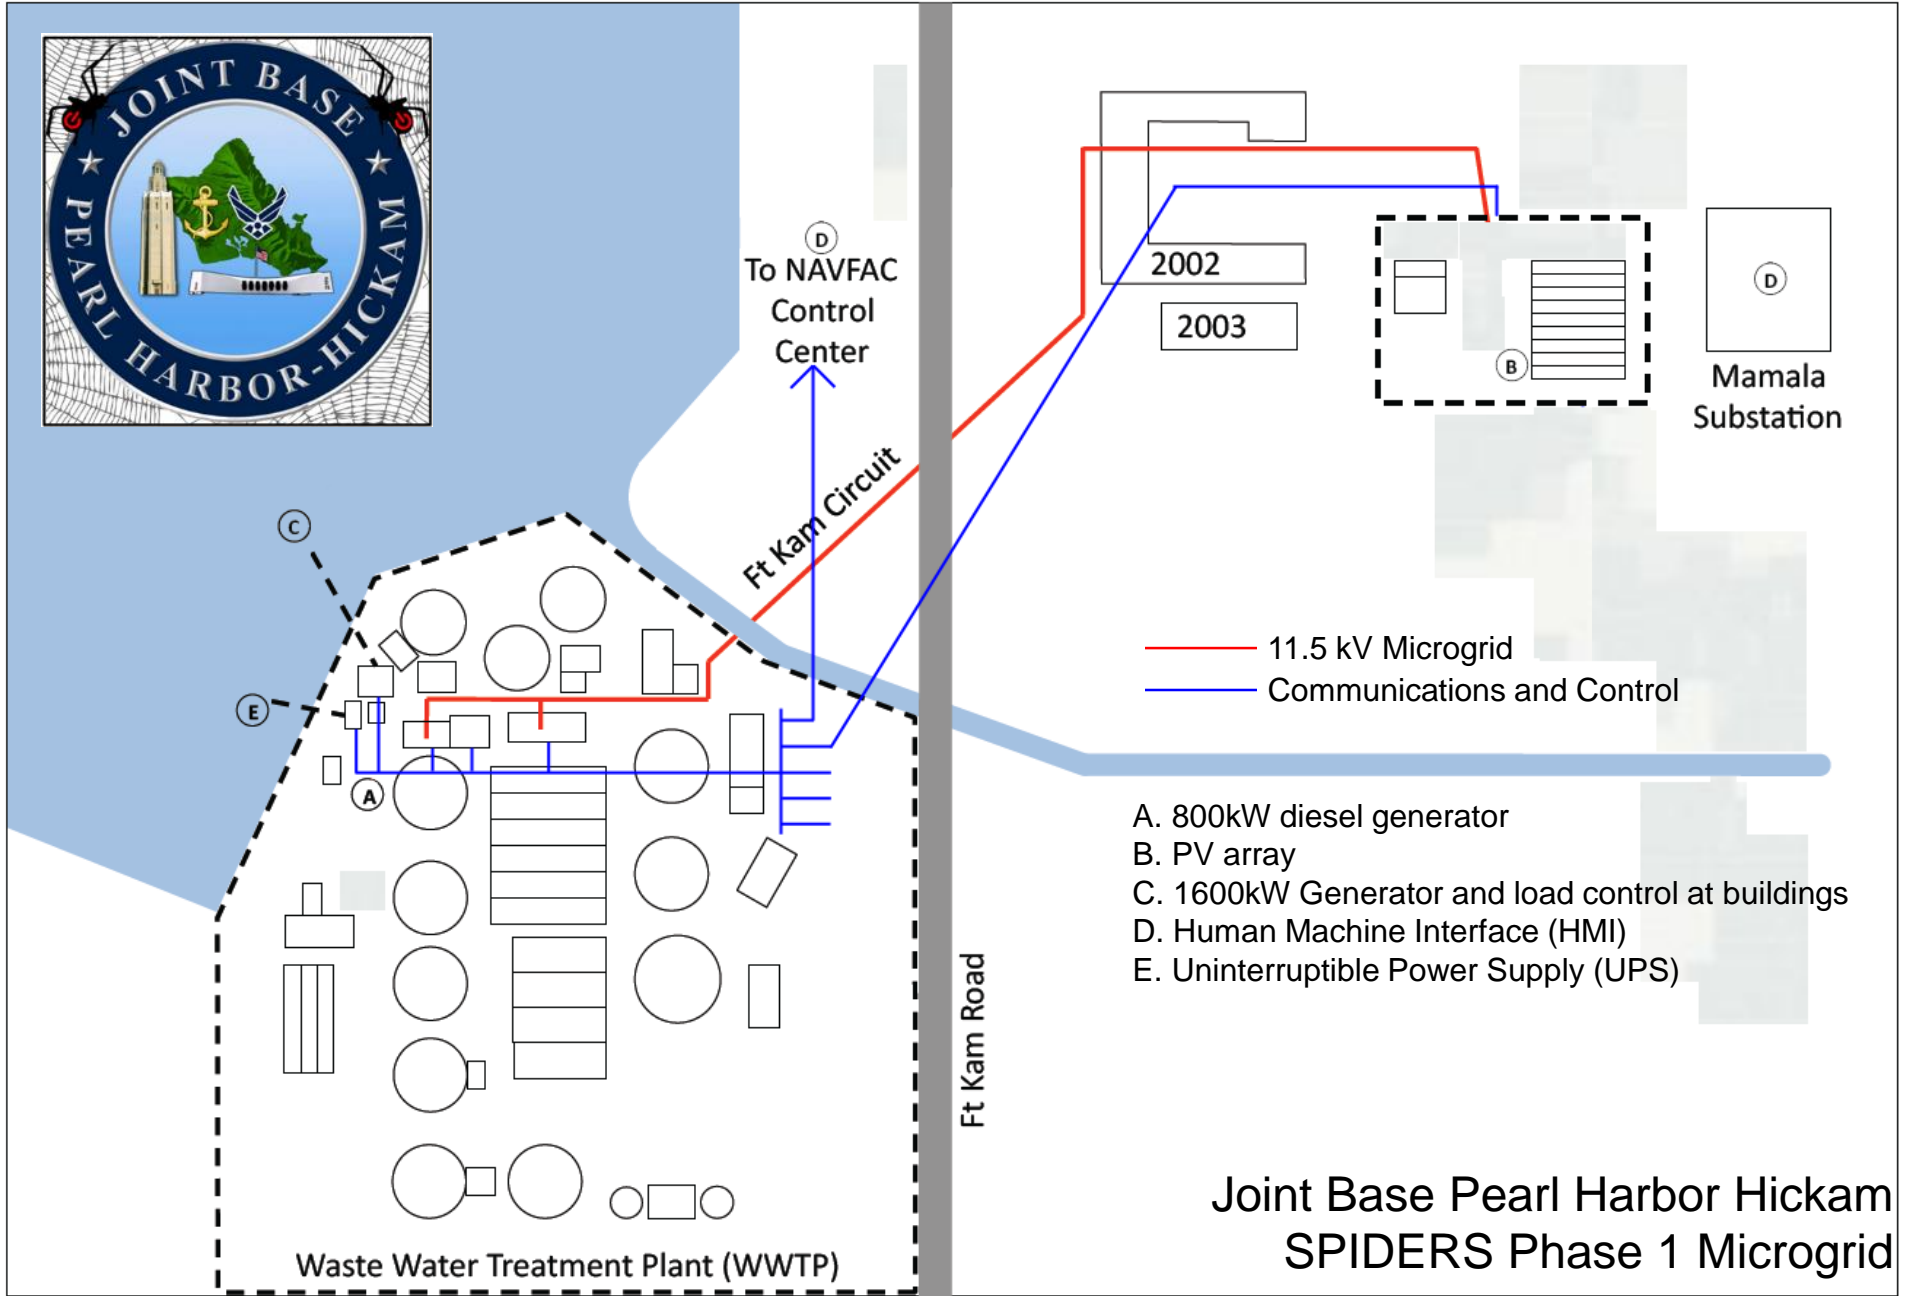 JOINT BASE
PEARL HARBOR-HICKAM
D
To NAVFAC
Control
Center
2002
2003
B
D
Mamala
Substation
Ft Kam Circuit
C
E
A
11.5 kV Microgrid
Communications and Control
A. 800kW diesel generator
B. PV array
C. 1600kW Generator and load control at buildings
D. Human Machine Interface (HMI)
E. Uninterruptible Power Supply (UPS)
Ft Kam Road
Waste Water Treatment Plant (WWTP)
Joint Base Pearl Harbor Hickam
SPIDERS Phase 1 Microgrid